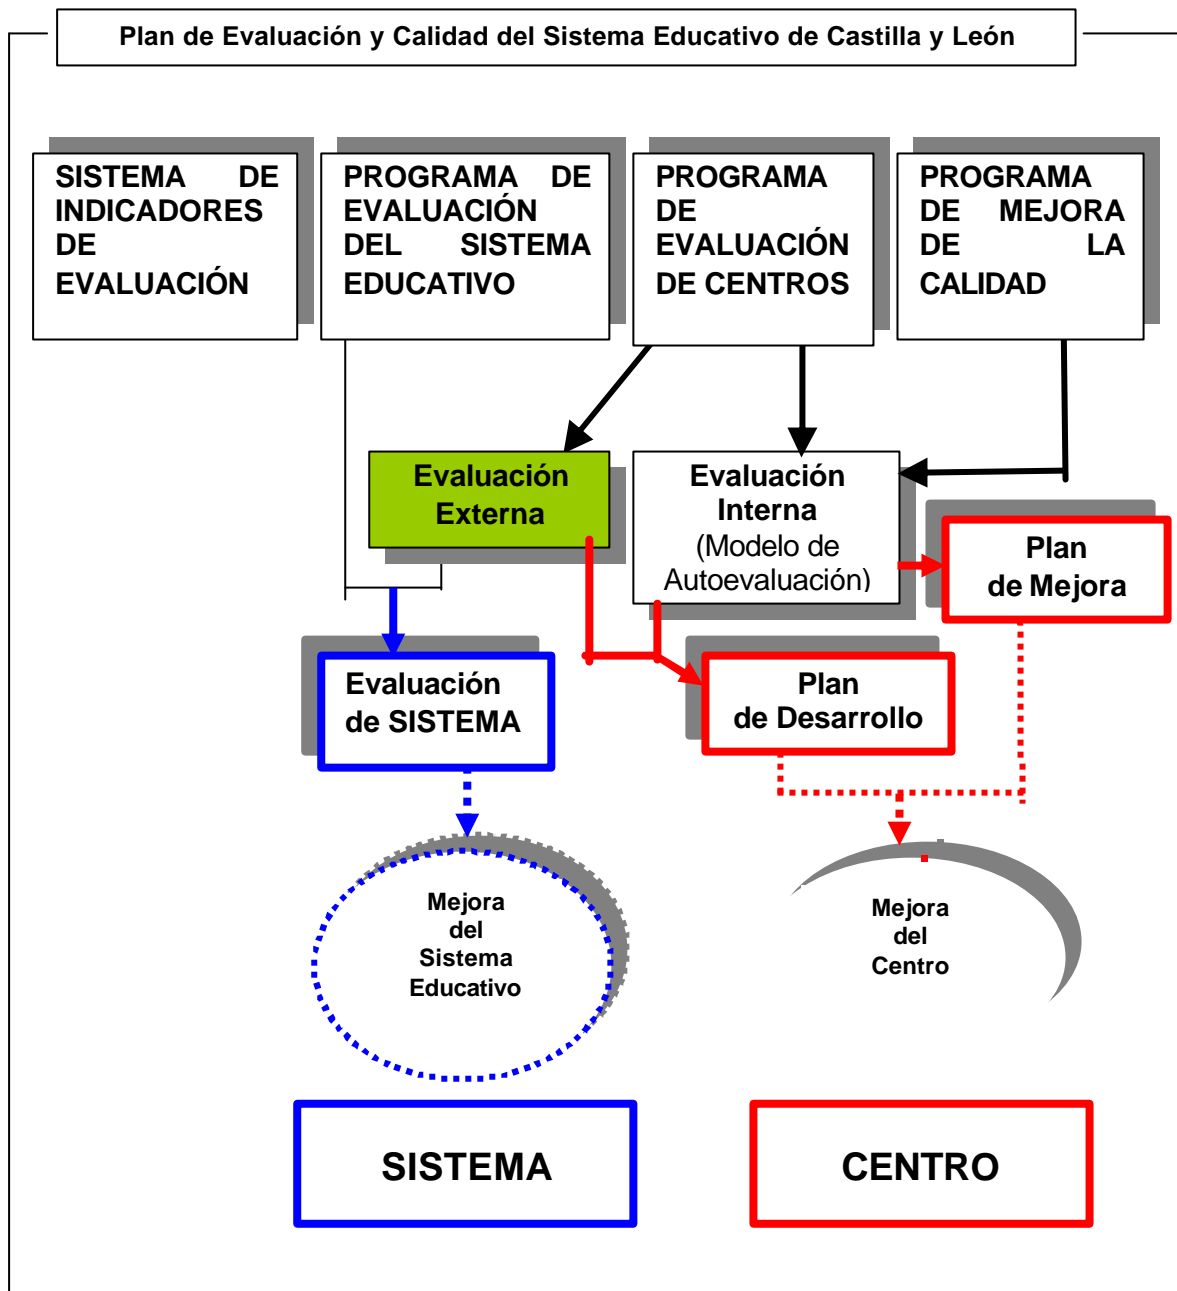 Plan de Evaluación y Calidad del Sistema Educativo de Castilla y León
SISTEMA DE
INDICADORES
DE
EVALUACIÓN
PROGRAMA DE
EVALUACIÓN
DEL SISTEMA
EDUCATIVO
PROGRAMA
DE
EVALUACIÓN
DE CENTROS
PROGRAMA
DE MEJORA
DE LA
CALIDAD
Evaluación
Externa
Evaluación
Interna
(Modelo de
Autoevaluación)
Plan
de Mejora
Evaluación
de SISTEMA
Plan
de Desarrollo
Mejora
del
Sistema
Educativo
Mejora
del
Centro
SISTEMA
CENTRO